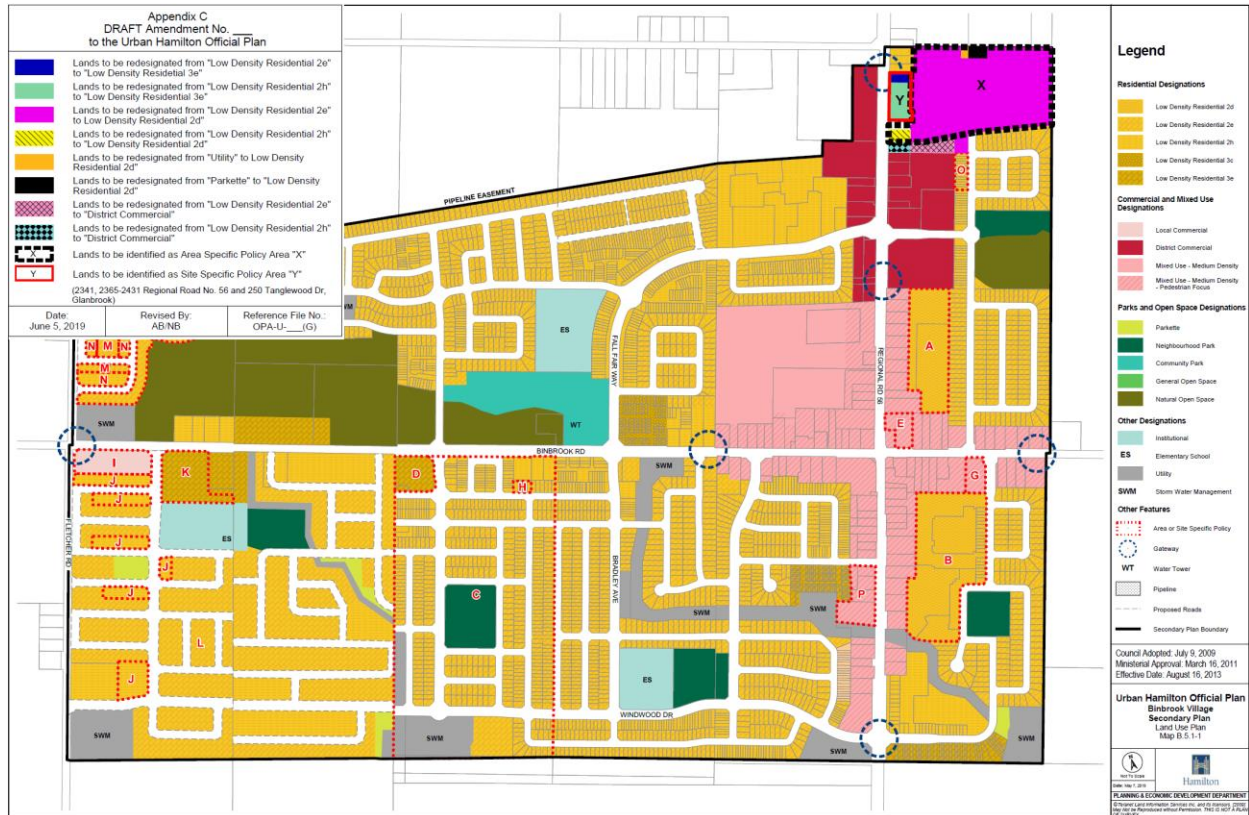 Appendix C
DRAFT Amendment No. ___
to the Urban Hamilton Official Plan
Lands to be redesignated from "Low Density Residential 2e"
to "Low Density Residetial 3e"
Lands to be redesignated from "Low Density Residential 2h"
to "Low Density Residential 3e"
Lands to be redesignated from "Low Density Residential 2e"
to Low Density Residential 2d"
Lands to be redesignated from "Low Density Residential 2h"
to "Low Density Residential 2d"
Lands to be redesignated from "Utility" to Low Density
Residential 2d"
Lands to be redesignated from "Parkette" to "Low Density
Residential 2d"
Lands to be redesignated from "Low Density Residential 2e"
to "District Commercial"
Lands to be redesignated from "Low Density Residential 2h"
to "District Commercial"
X Lands to be identified as Area Specific Policy Area "X"
Y Lands to be identified as Site Specific Policy Area "Y"
(2341, 2365-2431 Regional Road No. 56 and 250 Tanglewood Dr,
Glanbrook)
Date:
June 5, 2019
Revised By:
AB/NB
Reference File No.:
OPA-U-___(G)
X
Y
O
PIPELINE EASEMENT
SWM
ES
FALL FAIR WAY
REGIONAL RD 56
A
N M N
M
N
SWM
WT
E
BINBROOK RD
I
K
D
H
SWM
G
J
J
FLETCHER RD
ES
J
J
J
BRADLEY AVE
B
C
P
SWM
SWM
L
J
ES
WINDWOOD DR
SWM
SWM
SWM
SWM
Legend
Residential Designations
Low Density Residential 2d
Low Density Residential 2e
Low Density Residential 2h
Low Density Residential 3c
Low Density Residential 3e
Commercial and Mixed Use
Designations
Local Commercial
District Commercial
Mixed Use - Medium Density
Mixed Use - Medium Density
- Pedestrian Focus
Parks and Open Space Designations
Parkette
Neighbourhood Park
Community Park
General Open Space
Natural Open Space
Other Designations
Institutional
ES Elementary School
Utility
SWM Storm Water Management
Other Features
Area or Site Specific Policy
Gateway
WT Water Tower
Pipeline
Proposed Roads
Secondary Plan Boundary
Council Adopted: July 9, 2009
Ministerial Approval: March 16, 2011
Effective Date: August 16, 2013
Urban Hamilton Official Plan
Binbrook Village
Secondary Plan
Land Use Plan
Map B.5.1-1
Not To Scale
Date: May 7, 2019
Hamilton
PLANNING & ECONOMIC DEVELOPMENT DEPARTMENT